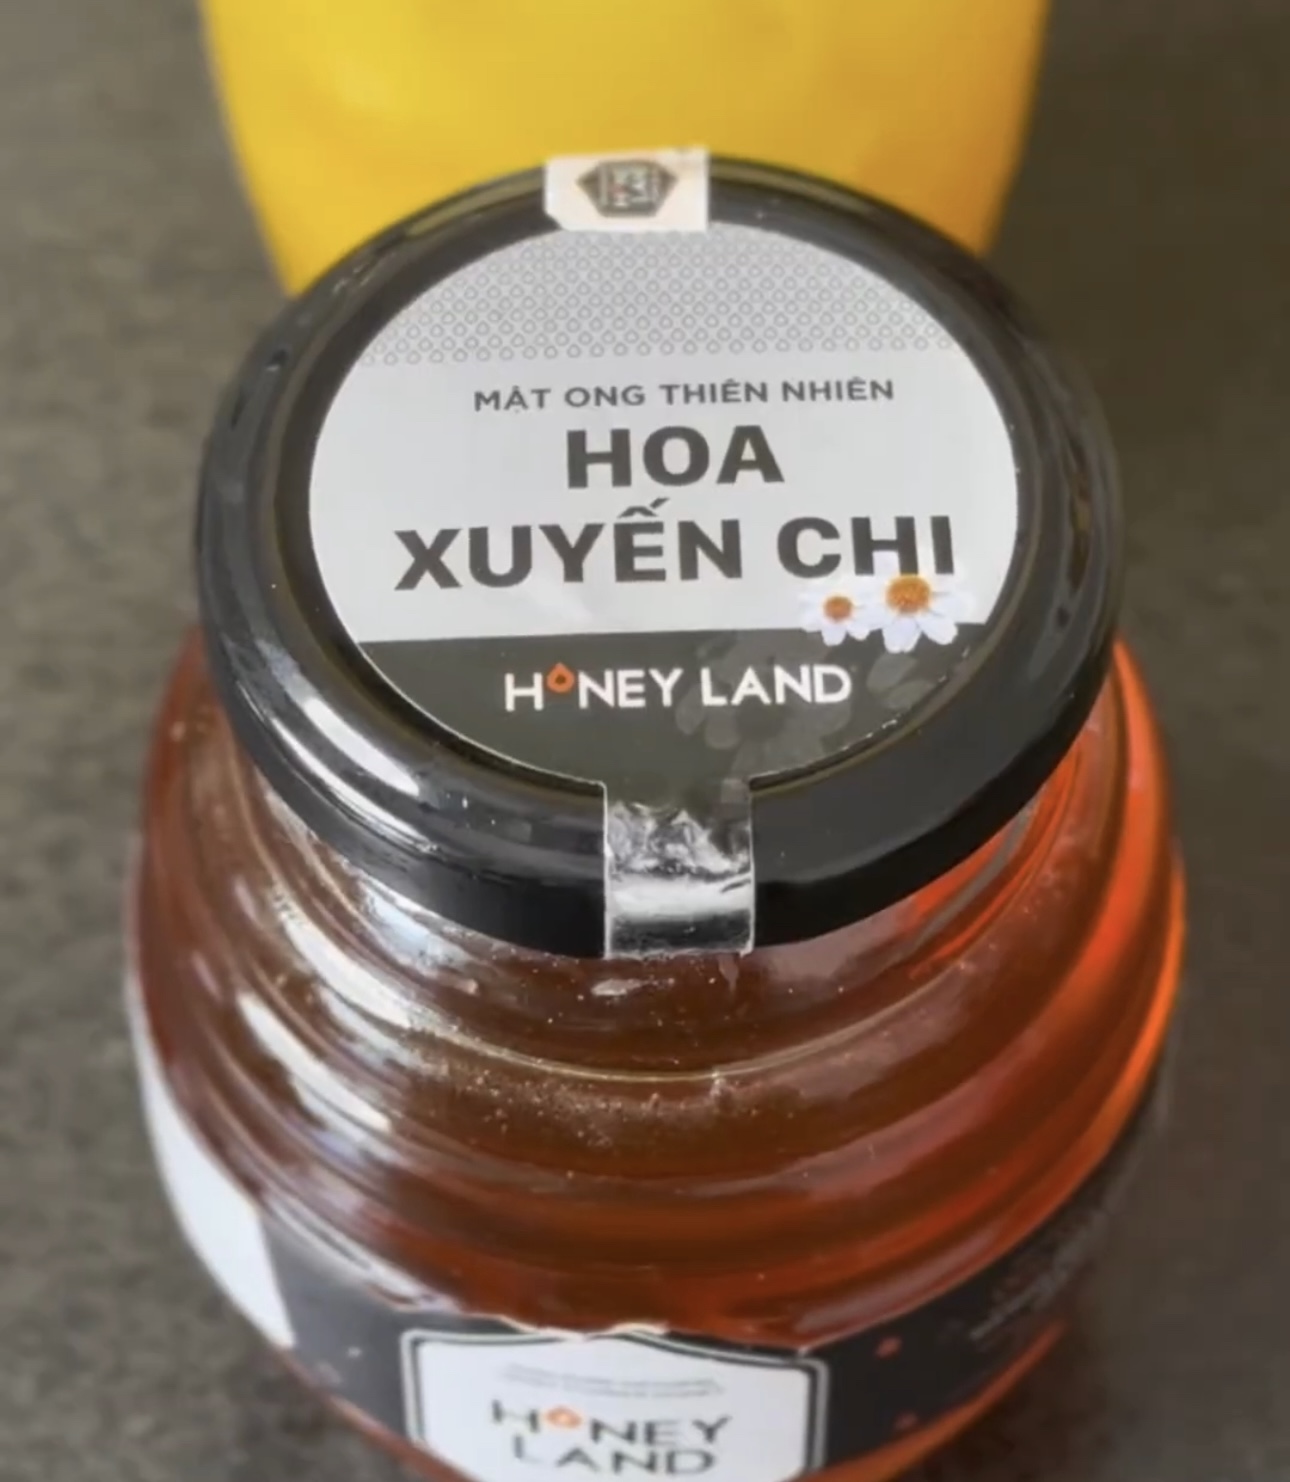 MẬT ONG THIÊN NHIÊN
HOA
XUYẾN CHI
HONEY LAND
HONEY
LAND